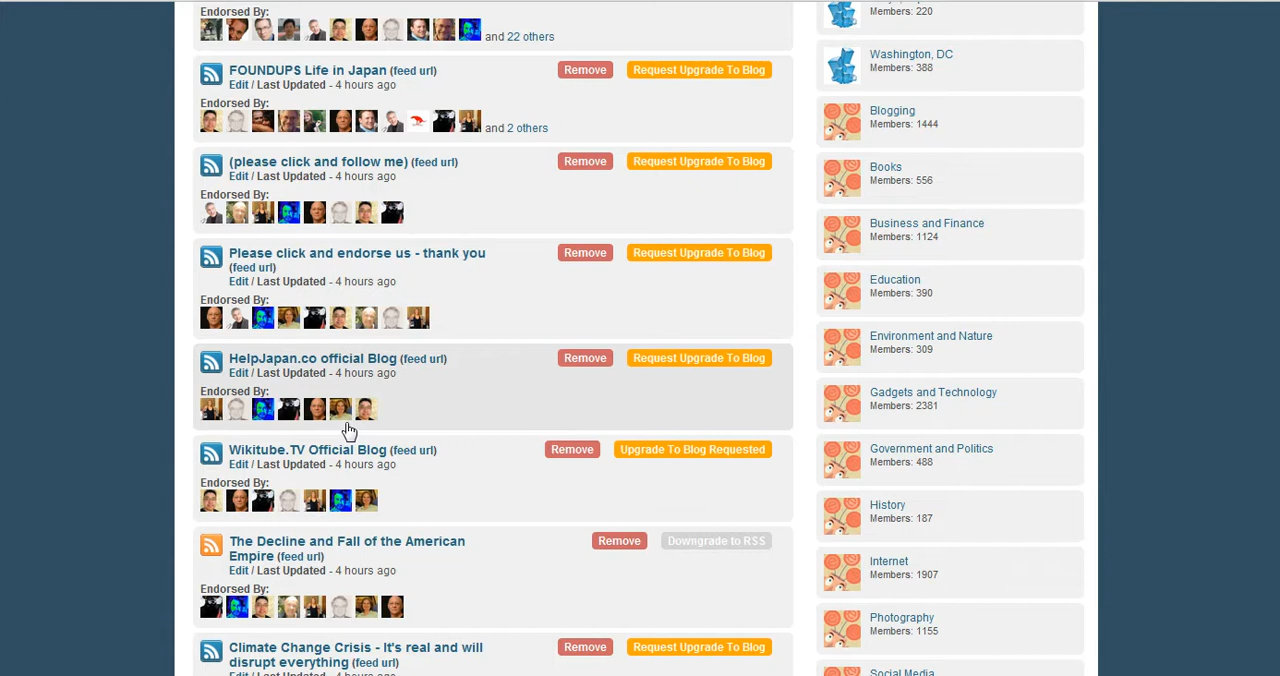 Endorsed By:
and 22 others
FOUNDUPS Life in Japan (feed url)
Remove
Request Upgrade To Blog
Edit / Last Updated - 4 hours ago
Endorsed By:
and 2 others
(please click and follow me) (feed url)
Remove
Request Upgrade To Blog
Edit / Last Updated - 4 hours ago
Endorsed By:
Please click and endorse us - thank you
(feed url)
Remove
Request Upgrade To Blog
Edit / Last Updated - 4 hours ago
Endorsed By:
HelpJapan.co official Blog (feed url)
Remove
Request Upgrade To Blog
Edit / Last Updated - 4 hours ago
Endorsed By:
Wikitube.TV Official Blog (feed url)
Remove
Upgrade To Blog Requested
Edit / Last Updated - 4 hours ago
Endorsed By:
The Decline and Fall of the American
Empire (feed url)
Remove
Downgrade to RSS
Edit / Last Updated - 4 hours ago
Endorsed By:
Climate Change Crisis - It's real and will
disrupt everything (feed url)
Remove
Request Upgrade To Blog
Edit / Last Updated - 4 hours ago
Members: 220
Washington, DC
Members: 388
Blogging
Members: 1444
Books
Members: 556
Business and Finance
Members: 1124
Education
Members: 390
Environment and Nature
Members: 309
Gadgets and Technology
Members: 2381
Government and Politics
Members: 488
History
Members: 187
Internet
Members: 1907
Photography
Members: 1155
Social Media